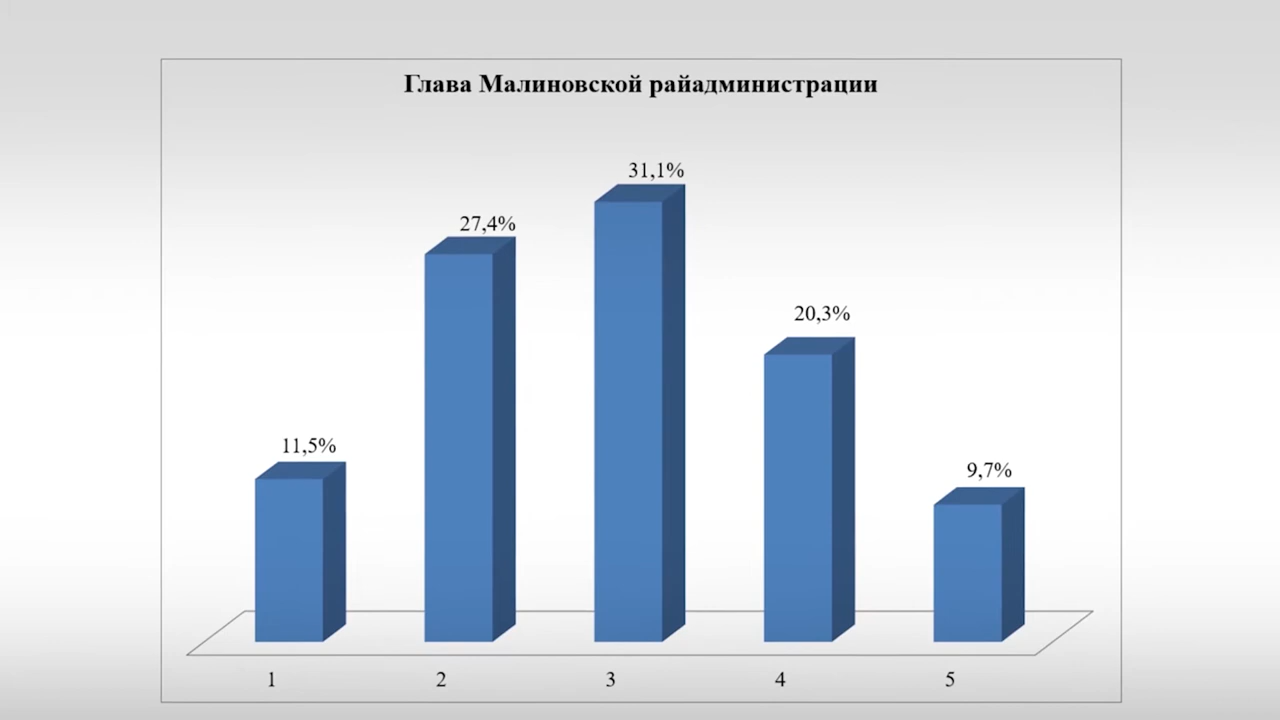 Глава Малиновской райадминистрации
31,1%
27,4%
20,3%
11,5%
9,7%
1 2 3 4 5